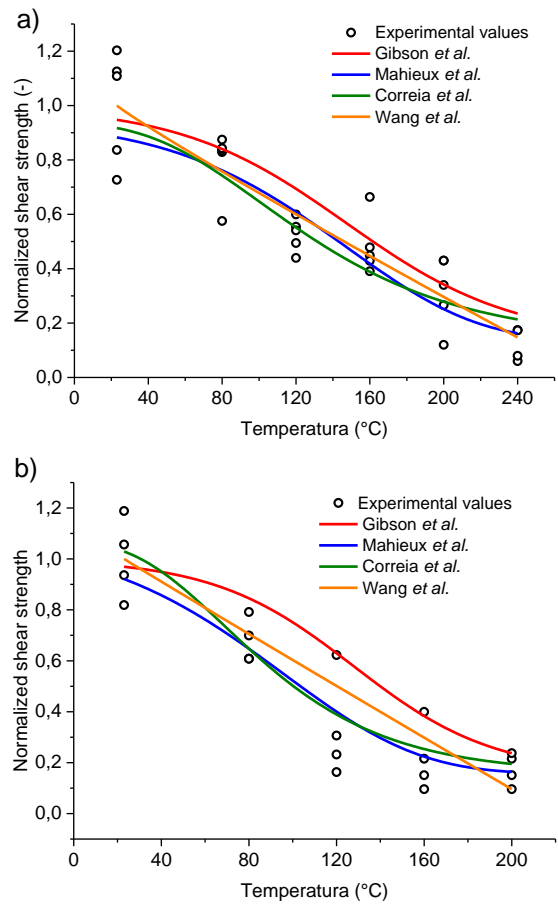 a)
Normalized shear strength (-)
1,2
1,0
0,8
0,6
0,4
0,2
0,0
Experimental values
Gibson et al.
Mahieux et al.
Correia et al.
Wang et al.
0 40 80 120 160 200 240
Temperatura (°C)
b)
Normalized shear strength
1,2
1,0
0,8
0,6
0,4
0,2
0,0
Experimental values
Gibson et al.
Mahieux et al.
Correia et al.
Wang et al.
0 40 80 120 160 200
Temperatura (°C)